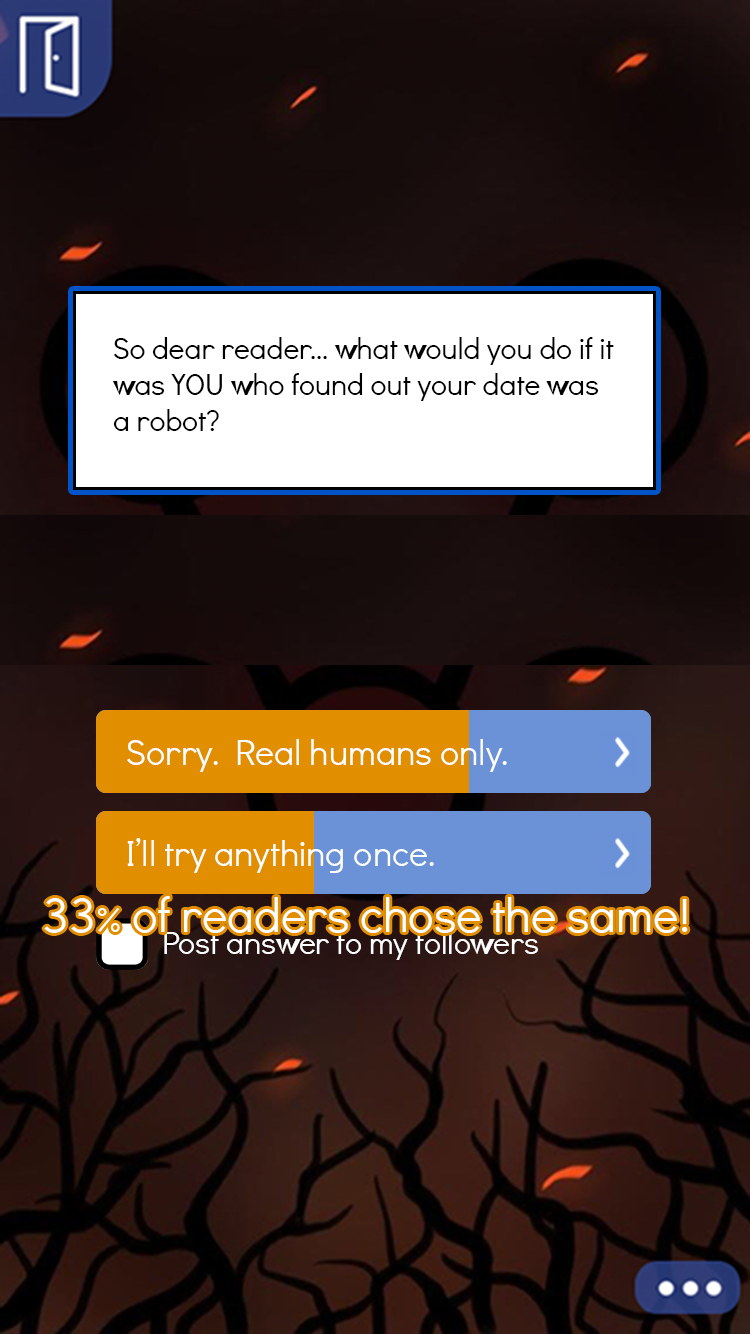 So dear reader... what would you do if it
was YOU who found out your date was
a robot?
Sorry.  Real humans only.
I'll try anything once.
33% of readers chose the same!
Post answer to my followers